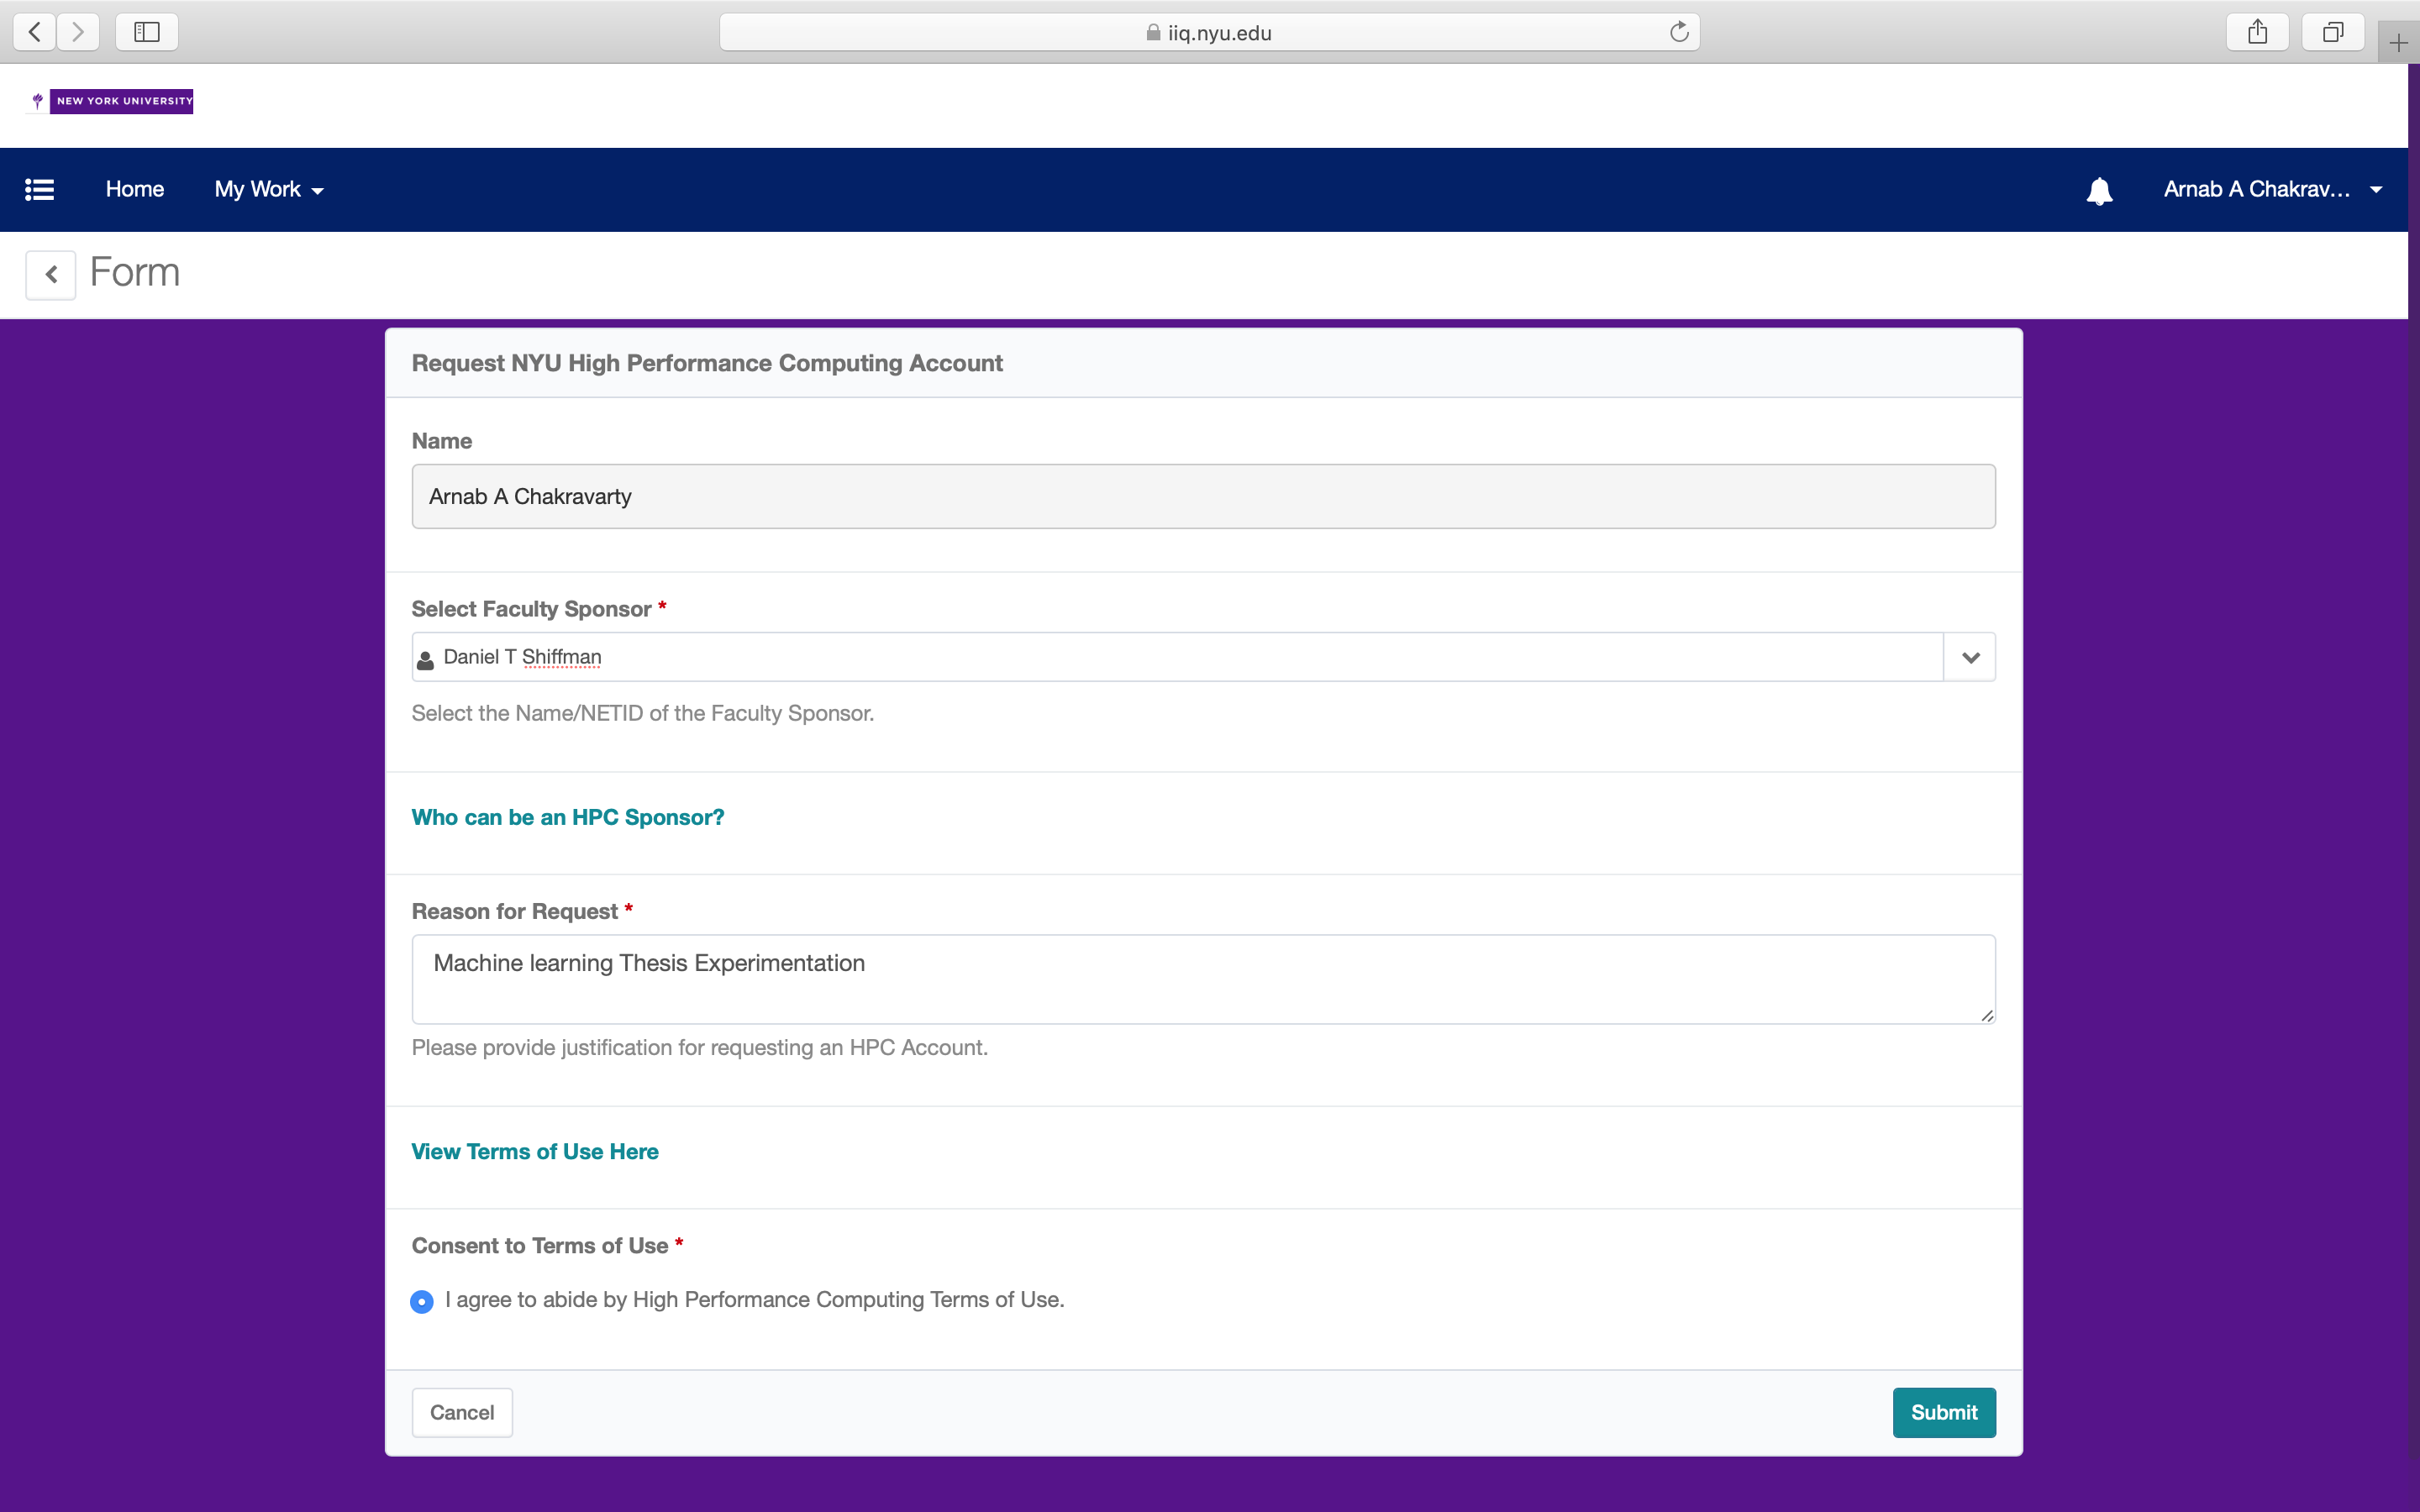 iiq.nyu.edu
NEW YORK UNIVERSITY
Home
My Work
Arnab A Chakrav...
Form
Request NYU High Performance Computing Account
Name
Arnab A Chakravarty
Select Faculty Sponsor *
Daniel T Shiffman
Select the Name/NETID of the Faculty Sponsor.
Who can be an HPC Sponsor?
Reason for Request *
Machine learning Thesis Experimentation
Please provide justification for requesting an HPC Account.
View Terms of Use Here
Consent to Terms of Use *
I agree to abide by High Performance Computing Terms of Use.
Cancel
Submit